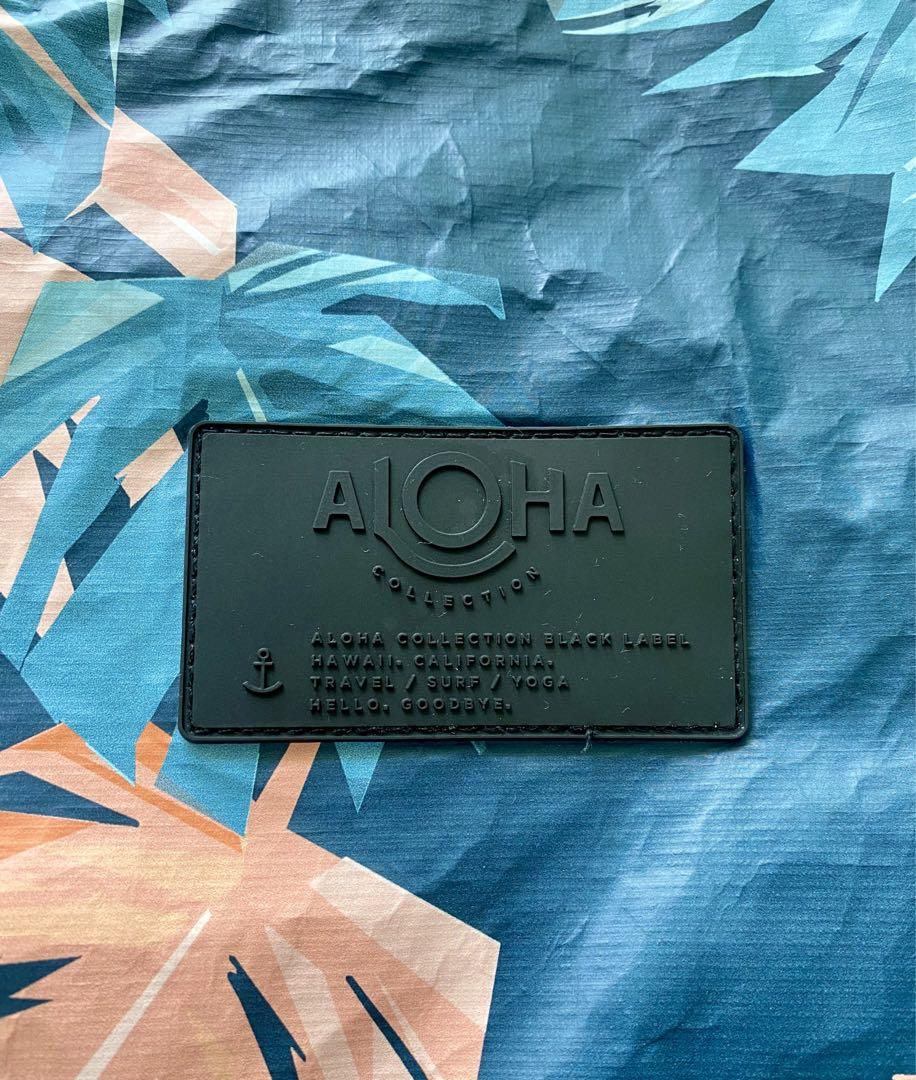 ALOHA
COLLECTION
ALOHA COLLECTION BLACK LABEL
HAWAII. CALIFORNIA.
TRAVEL / SURF / YOGA
HELLO. GOODBYE.